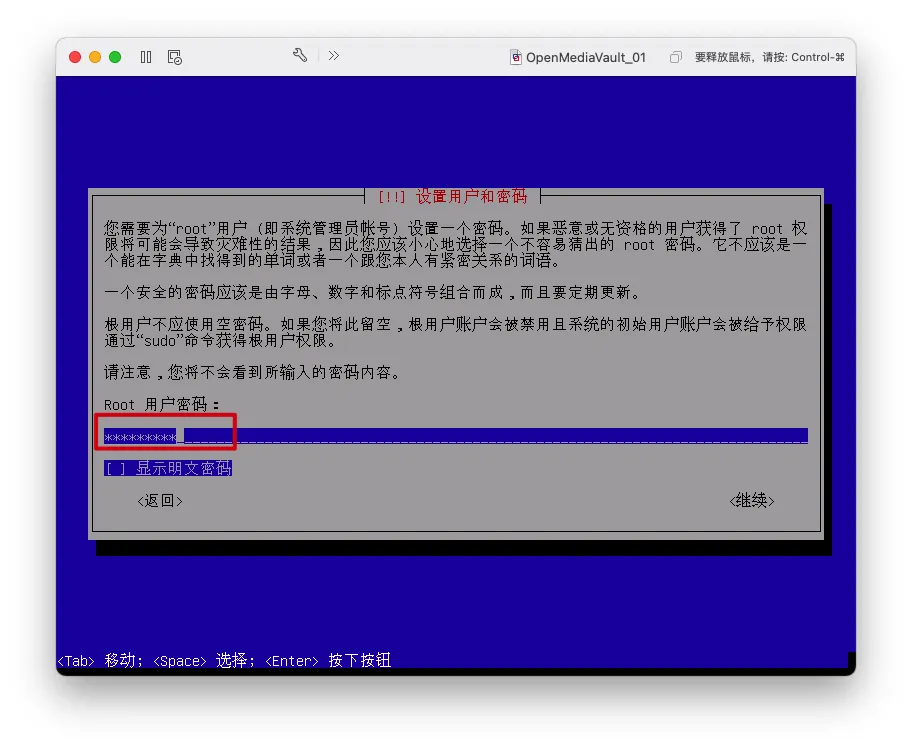 OpenMediaVault_01
要释放鼠标，请按: Control-⌘
[!!] 设置用户和密码
您需要为“root”用户（即系统管理员帐号）设置一个密码。如果恶意或无资格的用户获得了 root 权
限将可能会导致灾难性的结果，因此您应该小心地选择一个不容易猜出的 root 密码。它不应该是一
个能在字典中找得到的单词或者一个跟您本人有紧密关系的词语。
一个安全的密码应该是由字母、数字和标点符号组合而成，而且要定期更新。
根用户不应使用空密码。如果您将此留空，根用户账户会被禁用且系统的初始用户账户会被给予权限
通过“sudo”命令获得根用户权限。
请注意，您将不会看到所输入的密码内容。
Root 用户密码：
*********
[ ] 显示明文密码
<返回>
<继续>
<Tab> 移动; <Space> 选择; <Enter> 按下按钮